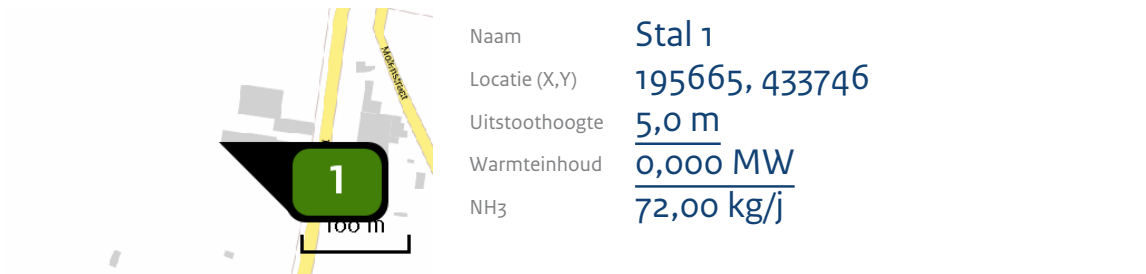 Molenstraat
1
100 m
Naam Stal 1
Locatie (X,Y) 195665, 433746
Uitstoothoogte 5,0 m
Warmteinhoud 0,000 MW
NH3 72,00 kg/j